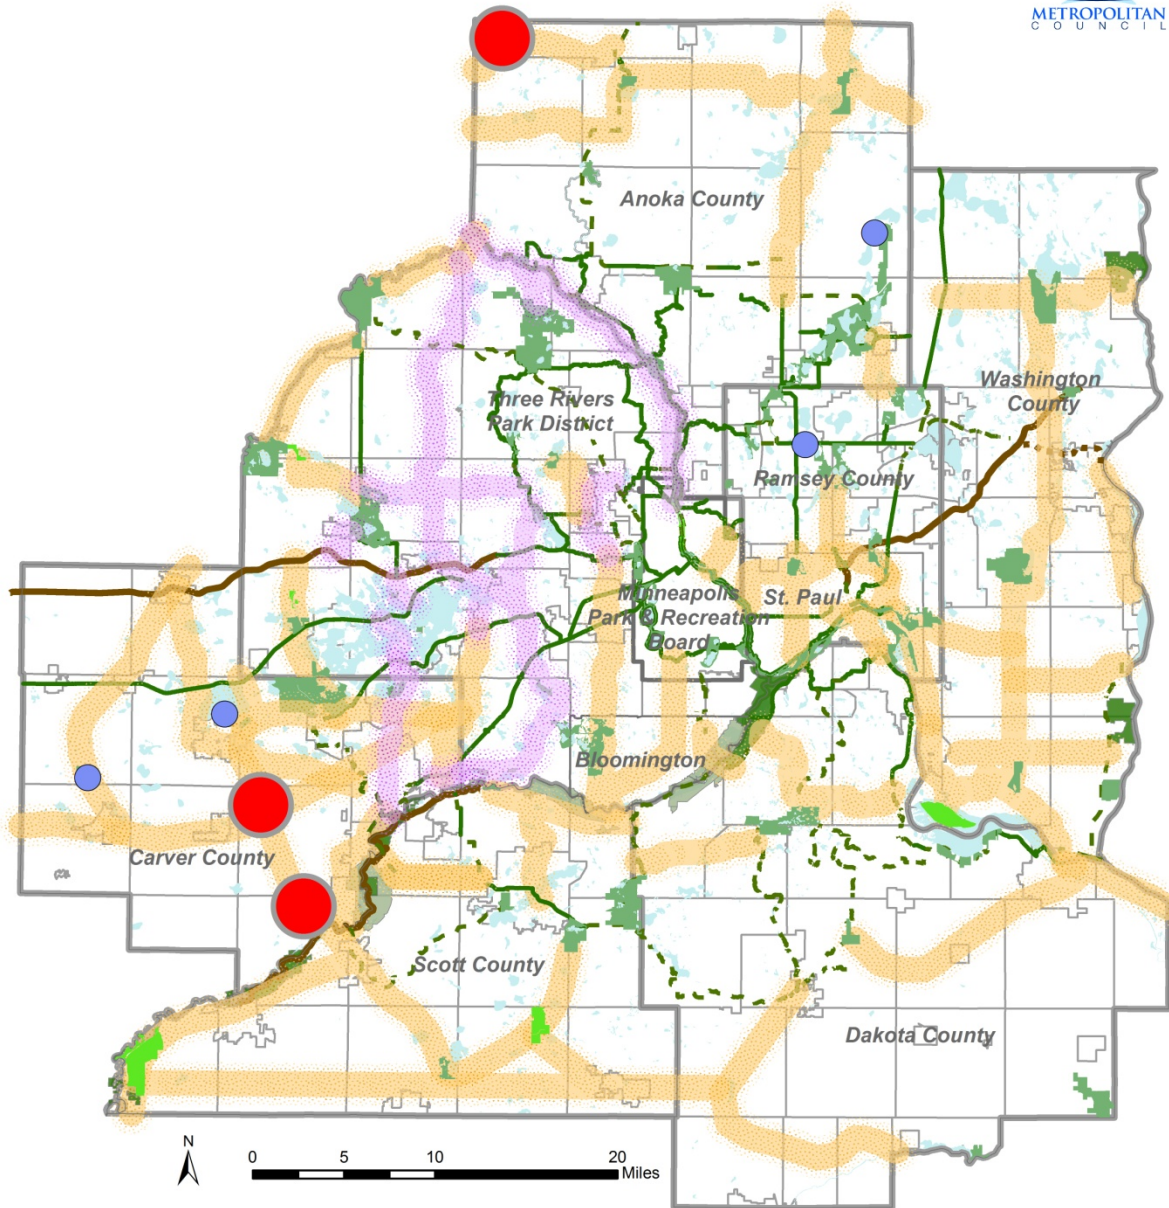 METROPOLITAN
COUNCIL
Anoka County
Washington
County
Three Rivers
Park District
Ramsey County
Minneapolis
Park & Recreation
Board
St. Paul
Bloomington
Carver County
Scott County
Dakota County
N
0 5 10 20
Miles